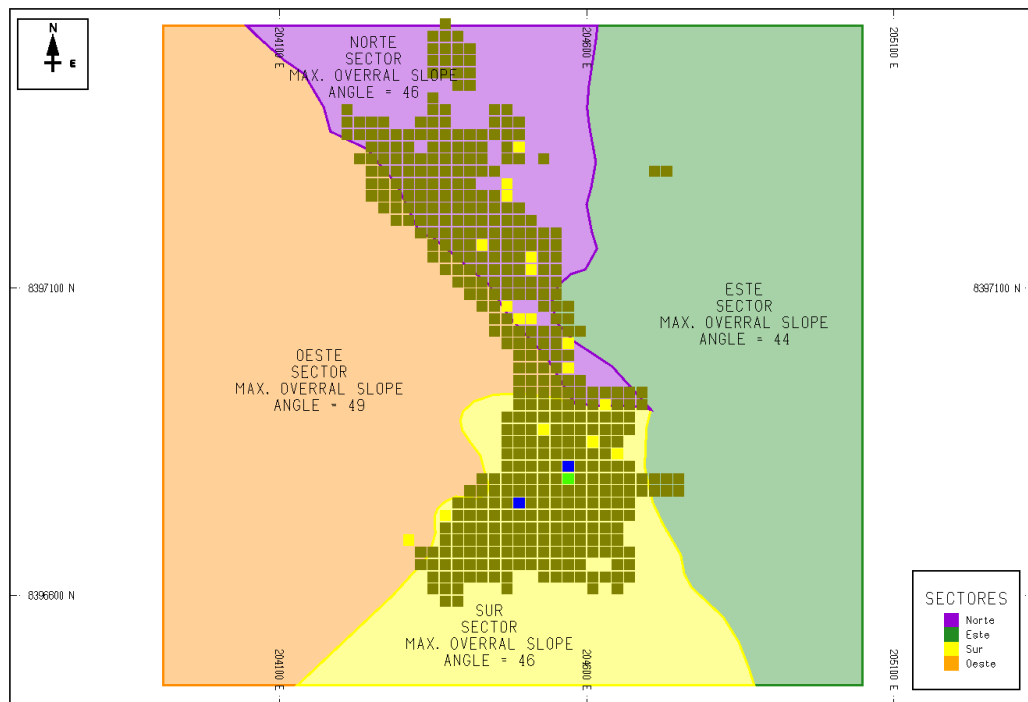 N
E
204100 E
204600 E
205100 E
NORTE
SECTOR
MAX. OVERRAL SLOPE
ANGLE = 46
8397100 N
8397100 N
ESTE
SECTOR
MAX. OVERRAL SLOPE
ANGLE = 44
OESTE
SECTOR
MAX. OVERRAL SLOPE
ANGLE = 49
8396600 N
SUR
SECTOR
MAX. OVERRAL SLOPE
ANGLE = 46
204100 E
204600 E
205100 E
SECTORES
Norte
Este
Sur
Oeste